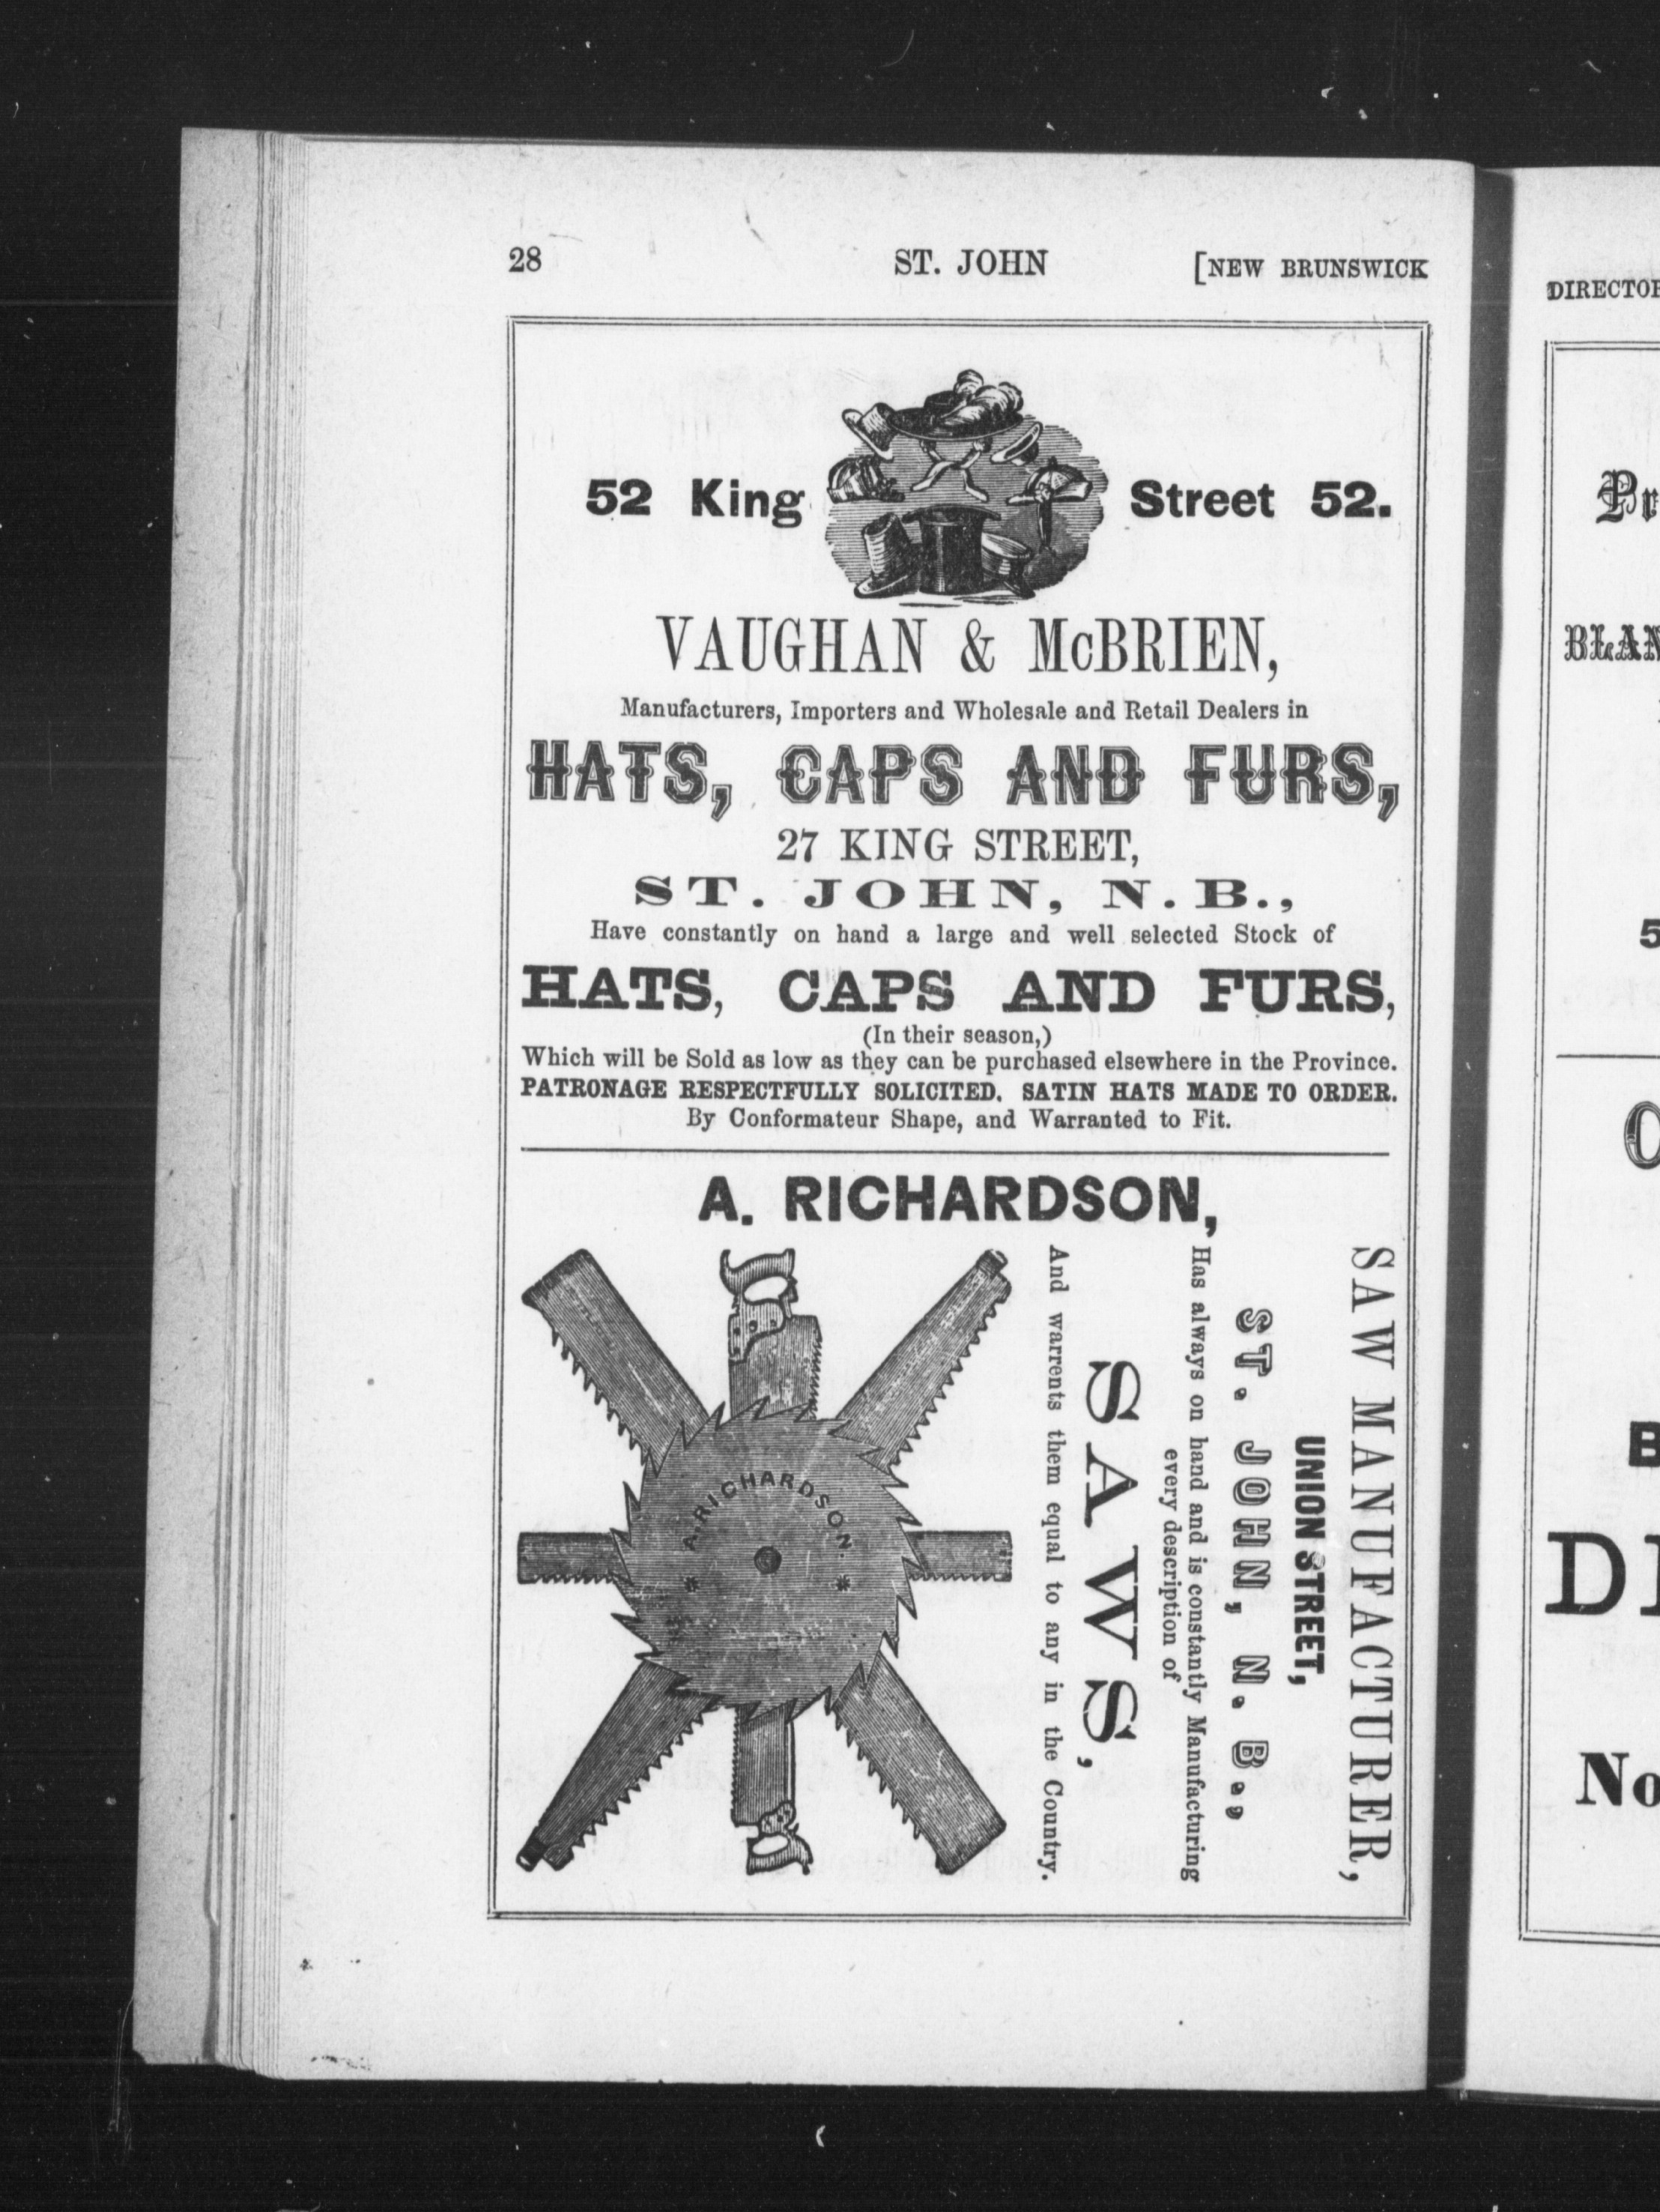 28 ST. JOHN [NEW BRUNSWICK
52 King Street 52.
VAUGHAN & McBRIEN,
Manufacturers, Importers and Wholesale and Retail Dealers in
HATS, CAPS AND FURS,
27 KING STREET,
ST. JOHN, N. B.,
Have constantly on hand a large and well selected Stock of
HATS, CAPS AND FURS,
(In their season,)
Which will be Sold as low as they can be purchased elsewhere in the Province.
PATRONAGE RESPECTFULLY SOLICITED. SATIN HATS MADE TO ORDER.
By Conformateur Shape, and Warranted to Fit.
A. RICHARDSON,
SAW MANUFACTURER,
UNION STREET,
ST. JOHN, N. B.,
Has always on hand and is constantly Manufacturing
every description of
SAWS,
And warrents them equal to any in the Country.
A. RICHARDSON.